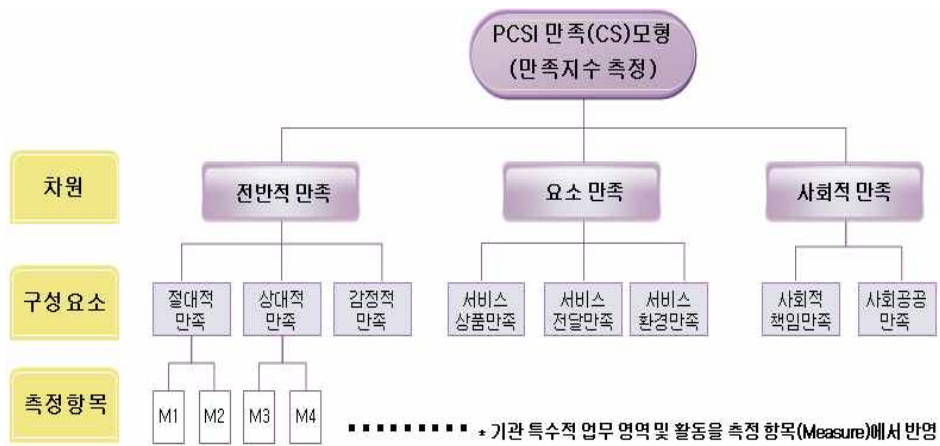 PCSI 만족(CS)모형
(만족지수 측정)
차원
전반적 만족
요소 만족
사회적 만족
구성요소
절대적
만족
상대적
만족
감정적
만족
서비스
상품만족
서비스
전달만족
서비스
환경만족
사회적
책임만족
사회공공
만족
측정항목
M1
M2
M3
M4
* 기관 특수적 업무 영역 및 활동을 측정 항목(Measure)에서 반영